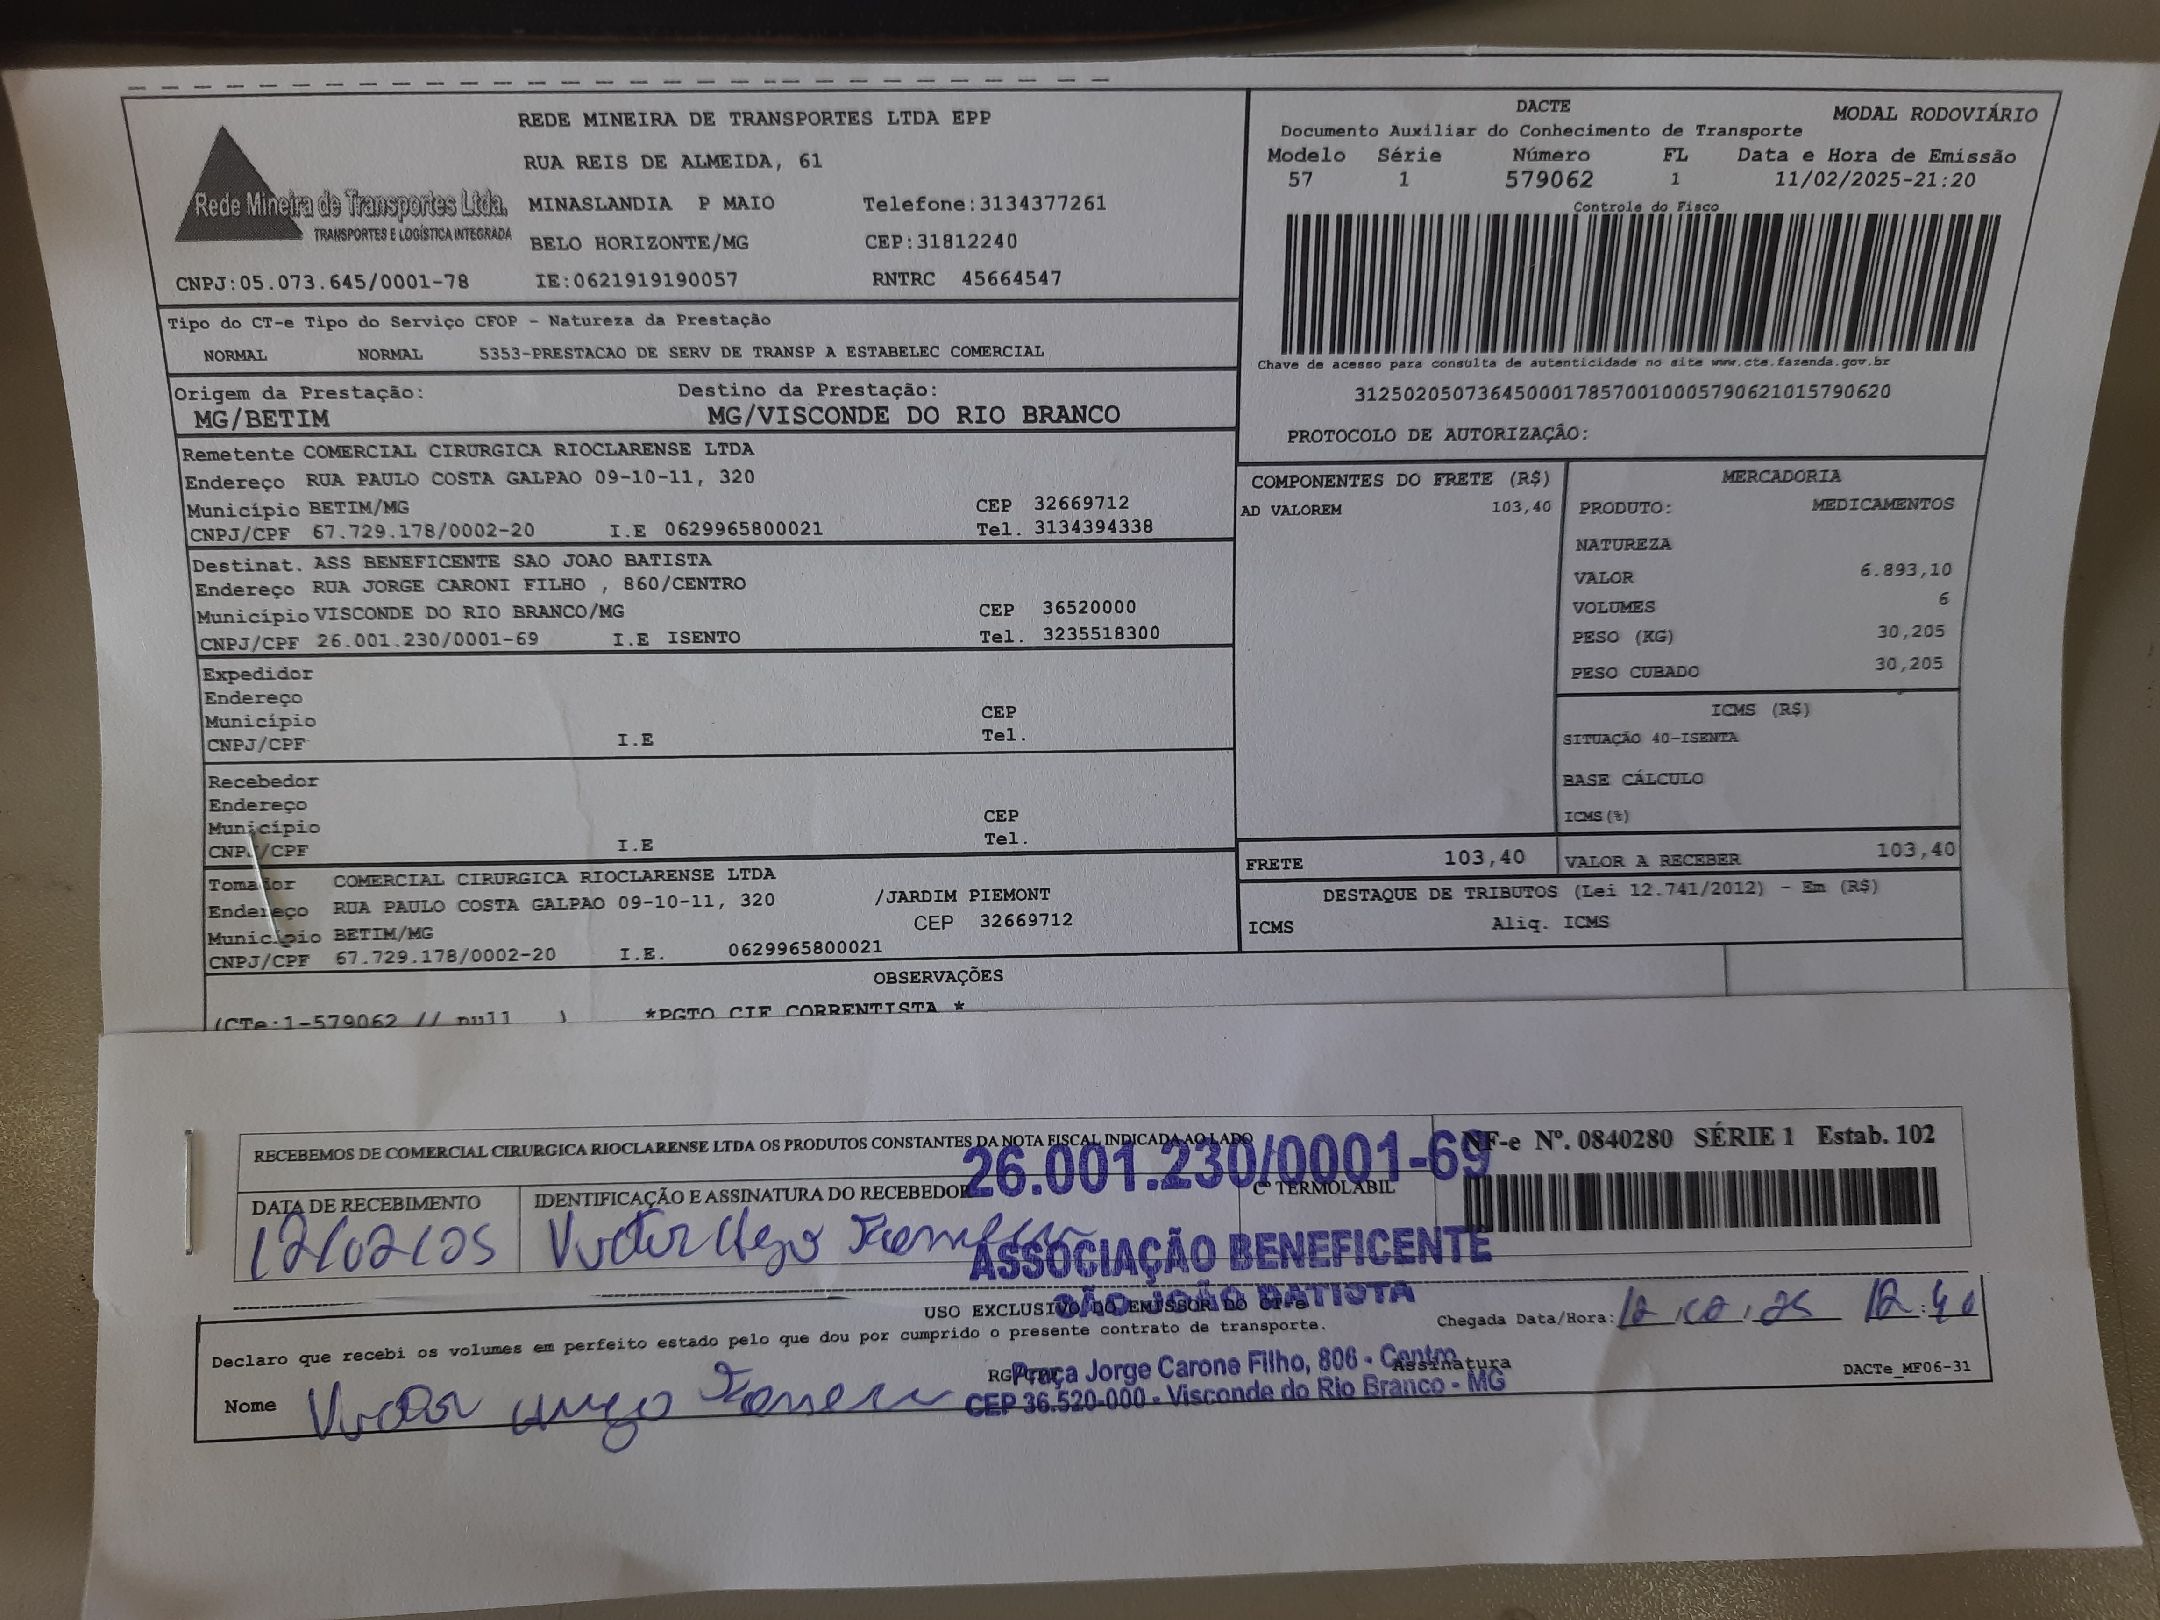 REDE MINEIRA DE TRANSPORTES LTDA EPP
RUA REIS DE ALMEIDA, 61
Rede Mineira de Transportes Ltda.
TRANSPORTES E LOGÍSTICA INTEGRADA
MINASLANDIA P MAIO Telefone:3134377261
BELO HORIZONTE/MG CEP:31812240
CNPJ:05.073.645/0001-78 IE:0621919190057 RNTRC 45664547
DACTE MODAL RODOVIÁRIO
Documento Auxiliar do Conhecimento de Transporte
Modelo Série Número FL Data e Hora de Emissão
57 1 579062 1 11/02/2025-21:20
Controle do Fisco
Chave de acesso para consulta de autenticidade no site www.cte.fazenda.gov.br
31250205073645000178570010005790621015790620
PROTOCOLO DE AUTORIZAÇÃO:
Tipo do CT-e Tipo do Serviço CFOP - Natureza da Prestação
NORMAL NORMAL 5353-PRESTACAO DE SERV DE TRANSP A ESTABELEC COMERCIAL
Origem da Prestação: Destino da Prestação:
MG/BETIM MG/VISCONDE DO RIO BRANCO
Remetente COMERCIAL CIRURGICA RIOCLARENSE LTDA
Endereço RUA PAULO COSTA GALPAO 09-10-11, 320
Município BETIM/MG CEP 32669712
CNPJ/CPF 67.729.178/0002-20 I.E 0629965800021 Tel. 3134394338
Destinat. ASS BENEFICENTE SAO JOAO BATISTA
Endereço RUA JORGE CARONI FILHO , 860/CENTRO
Município VISCONDE DO RIO BRANCO/MG CEP 36520000
CNPJ/CPF 26.001.230/0001-69 I.E ISENTO Tel. 3235518300
Expedidor
Endereço
Município CEP
CNPJ/CPF I.E Tel.
Recebedor
Endereço
Município CEP
CNPJ/CPF I.E Tel.
Tomador COMERCIAL CIRURGICA RIOCLARENSE LTDA
Endereço RUA PAULO COSTA GALPAO 09-10-11, 320 /JARDIM PIEMONT
Município BETIM/MG CEP 32669712
CNPJ/CPF 67.729.178/0002-20 I.E. 0629965800021
COMPONENTES DO FRETE (R$)
AD VALOREM 103,40
MERCADORIA
PRODUTO: MEDICAMENTOS
NATUREZA
VALOR 6.893,10
VOLUMES 6
PESO (KG) 30,205
PESO CUBADO 30,205
ICMS (R$)
SITUAÇÃO 40-ISENTA
BASE CÁLCULO
ICMS(%)
FRETE 103,40 VALOR A RECEBER 103,40
DESTAQUE DE TRIBUTOS (Lei 12.741/2012) - Em (R$)
ICMS Aliq. ICMS
OBSERVAÇÕES
(CTe:1-579062 // null ) *PGTO CIF CORRENTISTA *
RECEBEMOS DE COMERCIAL CIRURGICA RIOCLARENSE LTDA OS PRODUTOS CONSTANTES DA NOTA FISCAL INDICADA AO LADO
NF-e Nº. 0840280 SÉRIE 1 Estab. 102
DATA DE RECEBIMENTO IDENTIFICAÇÃO E ASSINATURA DO RECEBEDOR Cº TERMOLABIL
12/02/25 Victor Hugo
26.001.230/0001-69
ASSOCIAÇÃO BENEFICENTE
SÃO JOÃO BATISTA
Praça Jorge Carone Filho, 806 - Centro
CEP 36.520-000 - Visconde do Rio Branco - MG
USO EXCLUSIVO DO EMISSOR DO CT-e
Declaro que recebi os volumes em perfeito estado pelo que dou por cumprido o presente contrato de transporte.
Chegada Data/Hora: 12 02 25 12:40
Nome Victor Hugo
Assinatura
DACTe_MF06-31